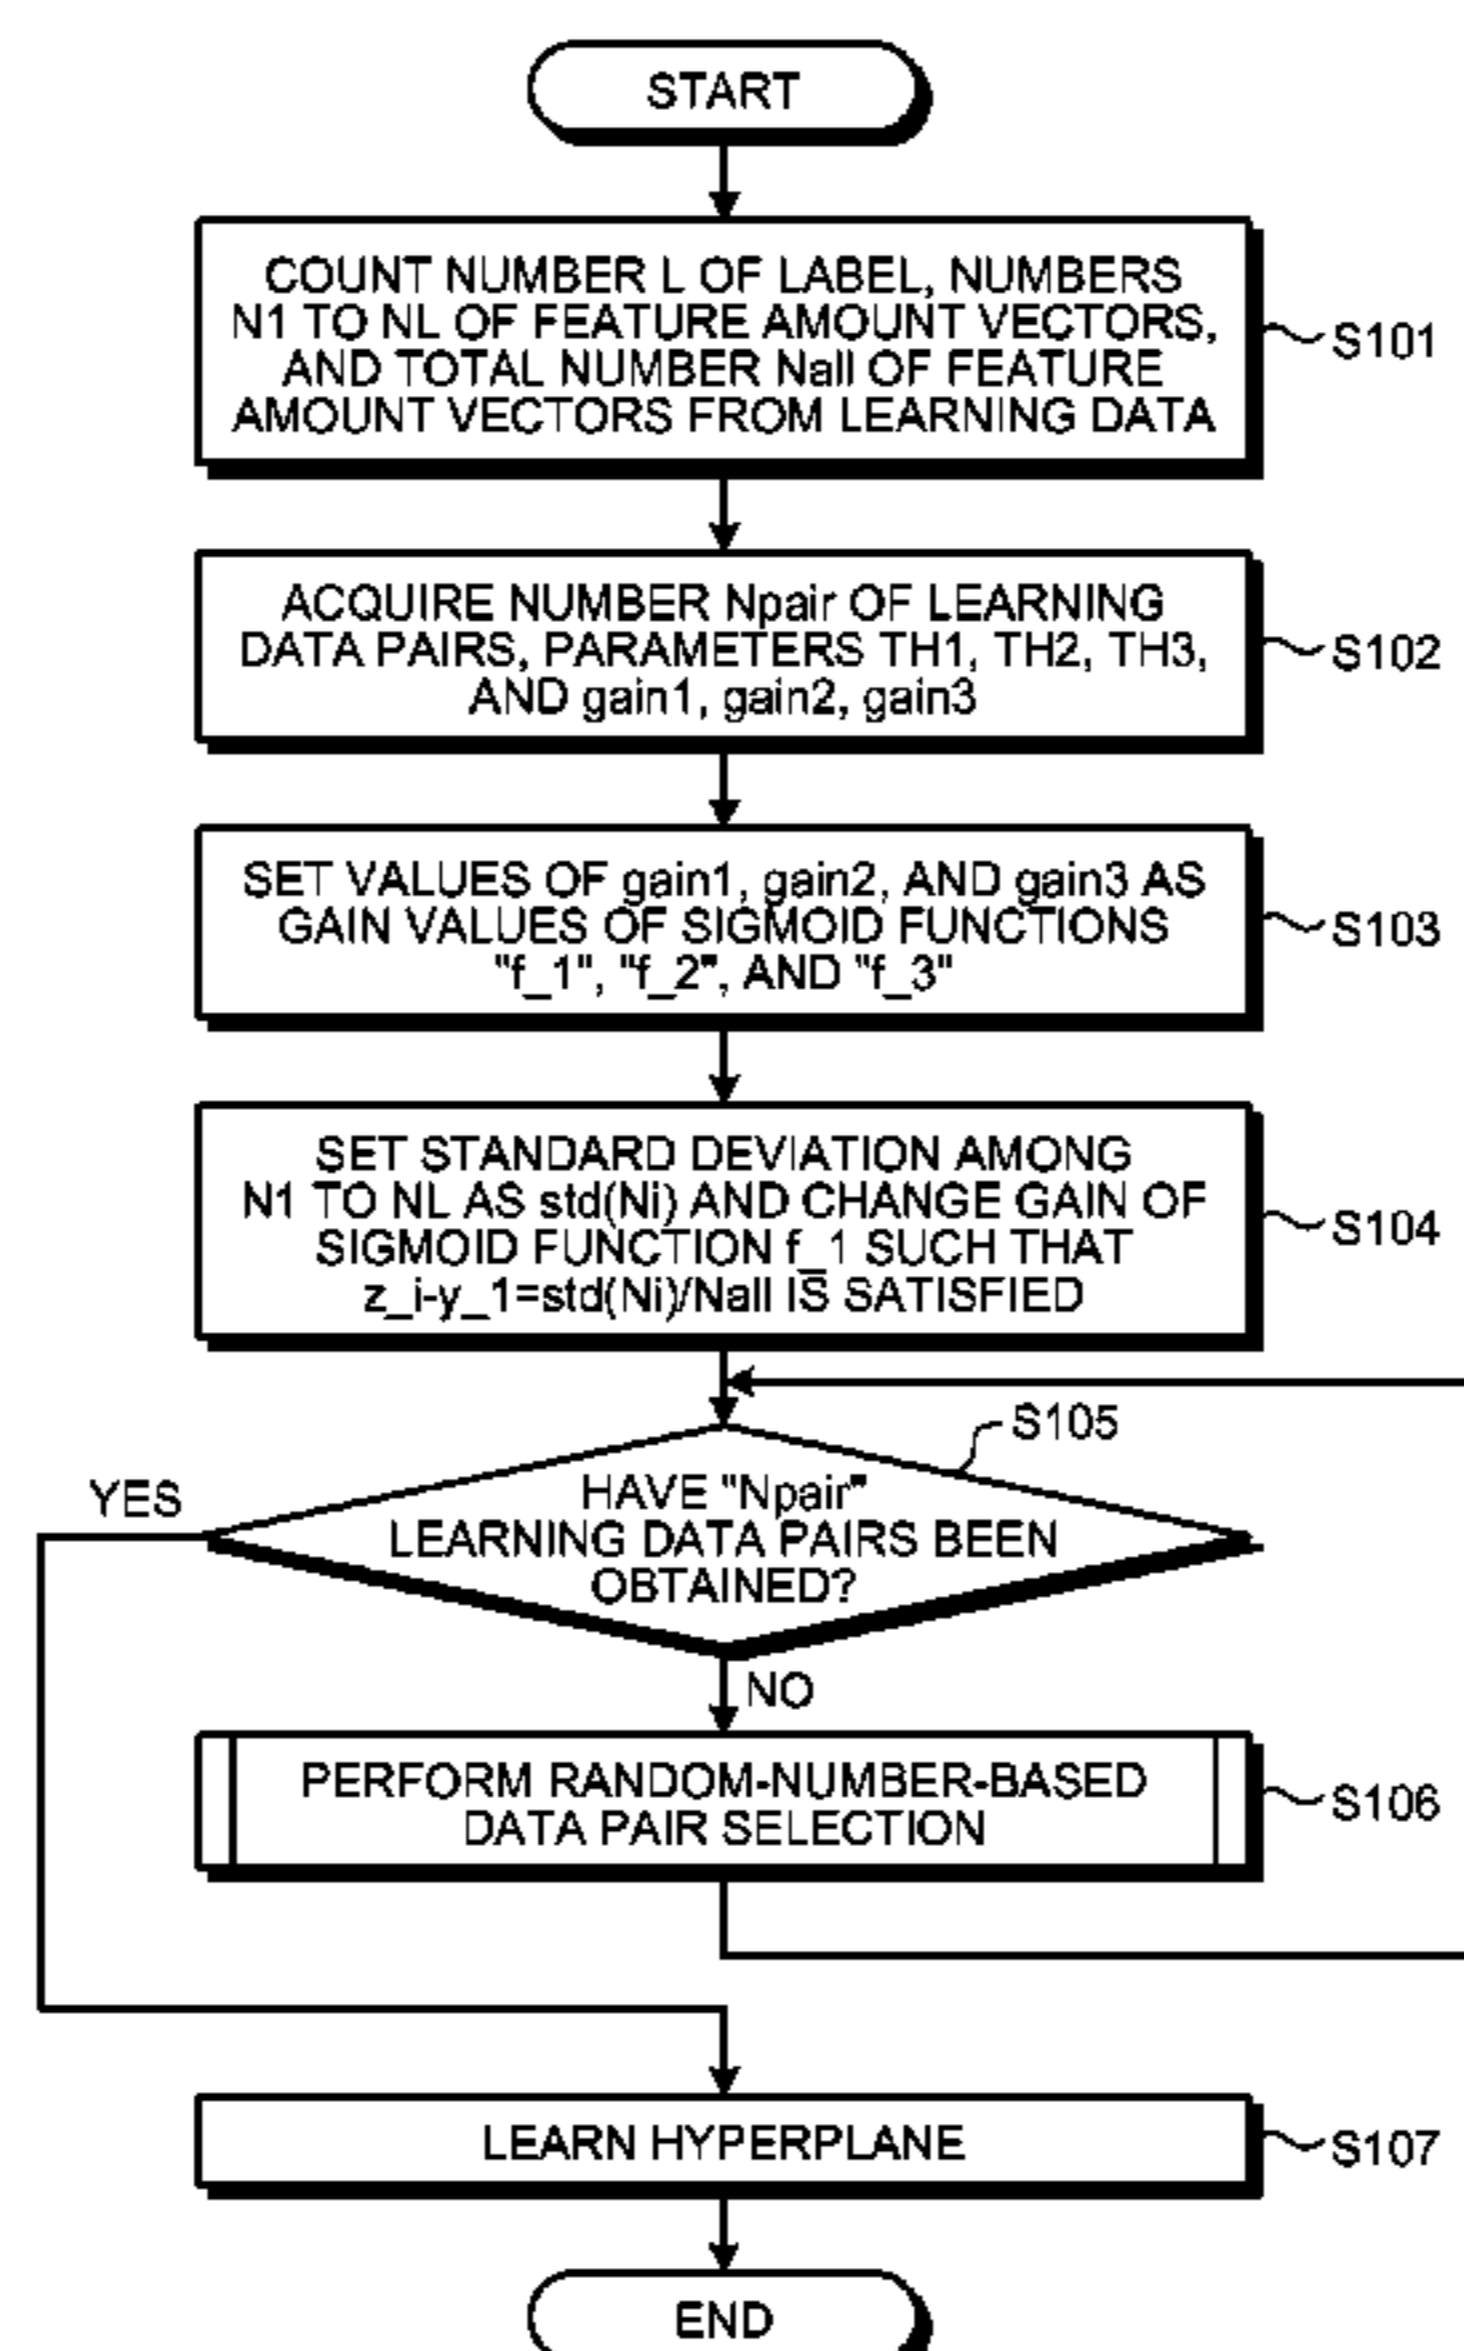 START
COUNT NUMBER L OF LABEL, NUMBERS
N1 TO NL OF FEATURE AMOUNT VECTORS,
AND TOTAL NUMBER Nall OF FEATURE
AMOUNT VECTORS FROM LEARNING DATA
S101
ACQUIRE NUMBER Npair OF LEARNING
DATA PAIRS, PARAMETERS TH1, TH2, TH3,
AND gain1, gain2, gain3
S102
SET VALUES OF gain1, gain2, AND gain3 AS
GAIN VALUES OF SIGMOID FUNCTIONS
"f_1", "f_2", AND "f_3"
S103
SET STANDARD DEVIATION AMONG
N1 TO NL AS std(Ni) AND CHANGE GAIN OF
SIGMOID FUNCTION f_1 SUCH THAT
z_i-y_1=std(Ni)/Nall IS SATISFIED
S104
S105
YES
HAVE "Npair"
LEARNING DATA PAIRS BEEN
OBTAINED?
NO
PERFORM RANDOM-NUMBER-BASED
DATA PAIR SELECTION
S106
LEARN HYPERPLANE
S107
END